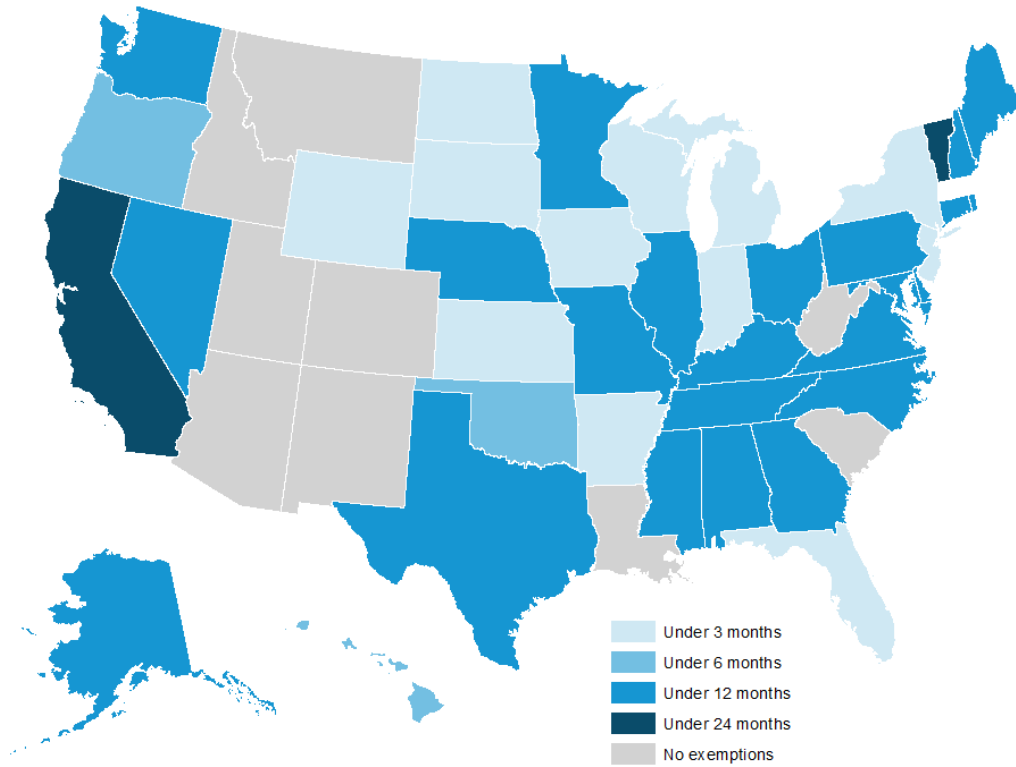 Under 3 months
Under 6 months
Under 12 months
Under 24 months
No exemptions